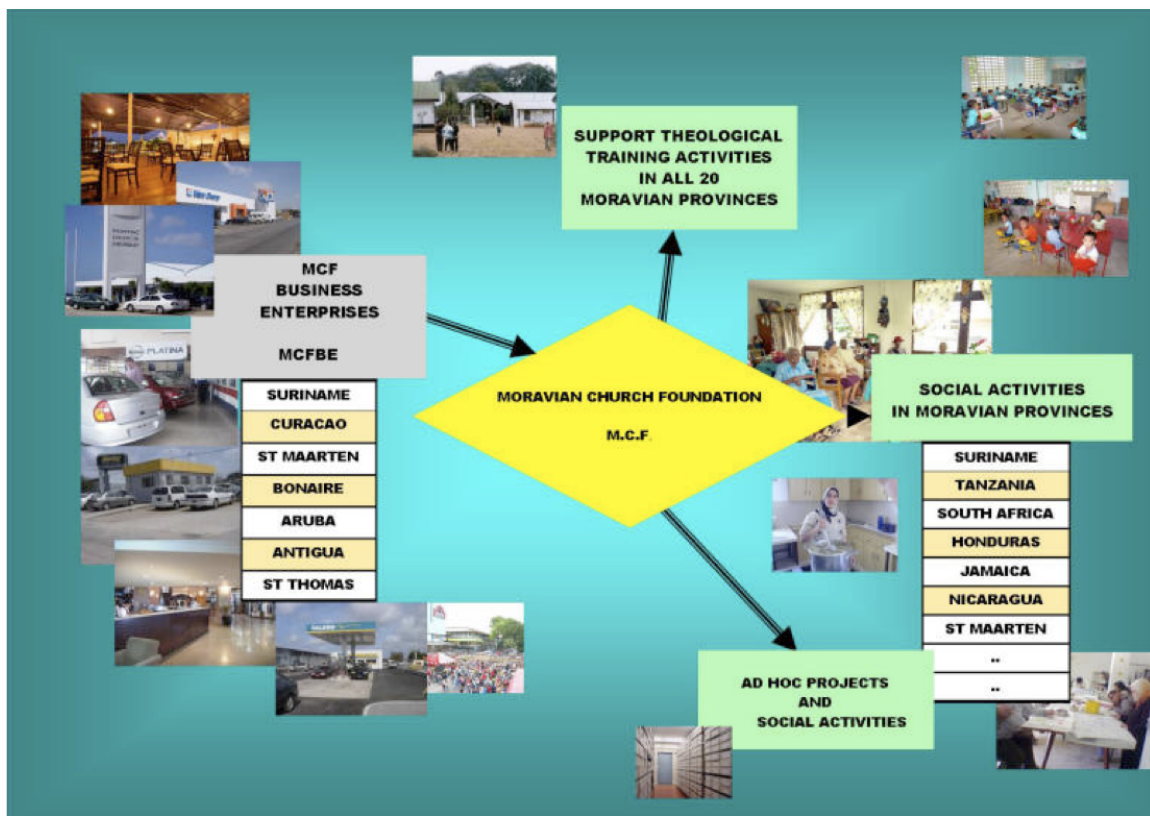 SUPPORT THEOLOGICAL
TRAINING ACTIVITIES
IN ALL 20
MORAVIAN PROVINCES
MCF
BUSINESS
ENTERPRISES
MCFBE
SURINAME
CURACAO
ST MAARTEN
BONAIRE
ARUBA
ANTIGUA
ST THOMAS
PLATINA
MORAVIAN CHURCH FOUNDATION
M.C.F.
SOCIAL ACTIVITIES
IN MORAVIAN PROVINCES
SURINAME
TANZANIA
SOUTH AFRICA
HONDURAS
JAMAICA
NICARAGUA
ST MAARTEN
..
..
AD HOC PROJECTS
AND
SOCIAL ACTIVITIES